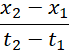 x₂ − x₁
t₂ − t₁